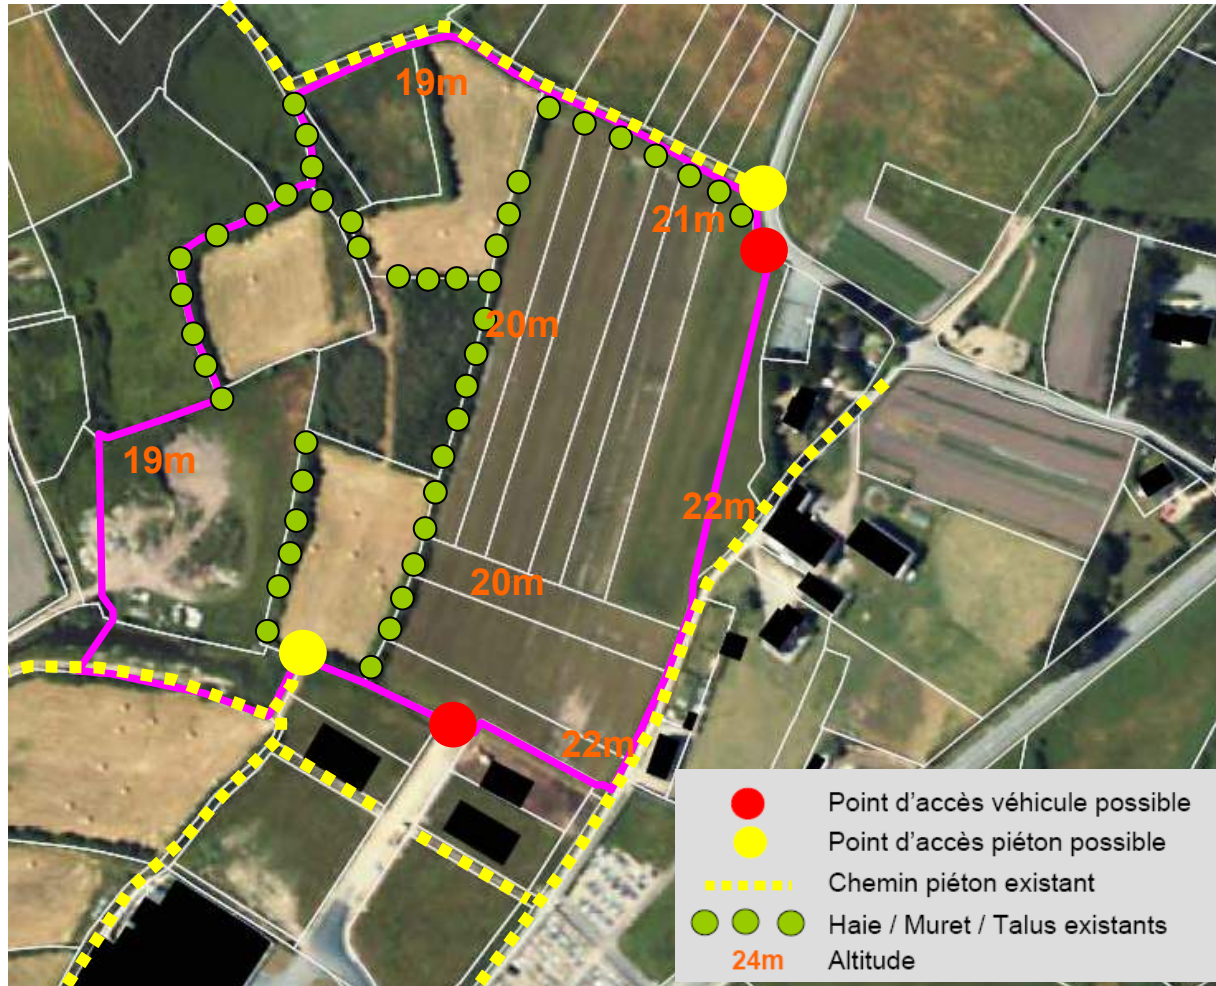 19m
21m
20m
19m
22m
20m
22m
Point d'accès véhicule possible
Point d'accès piéton possible
Chemin piéton existant
Haie / Muret / Talus existants
24m Altitude